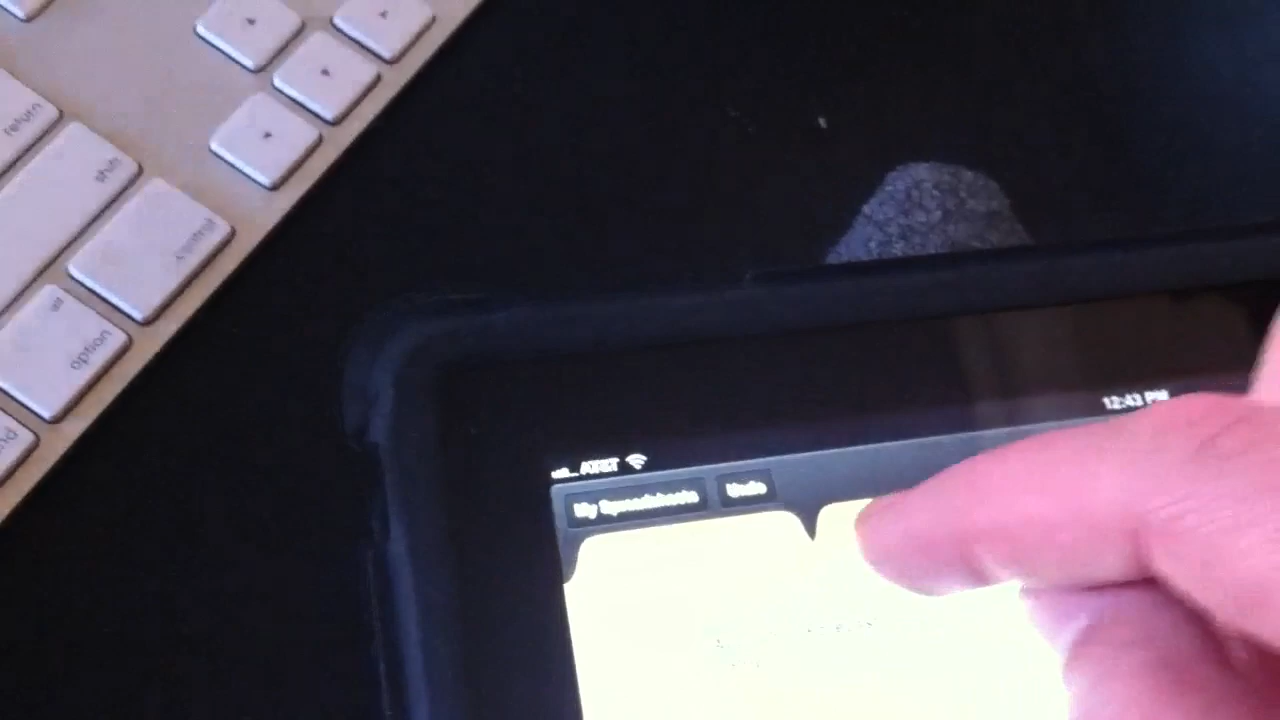 return
shift
control
alt
option
12:43 PM
AT&T
My Spreadsheets
Undo